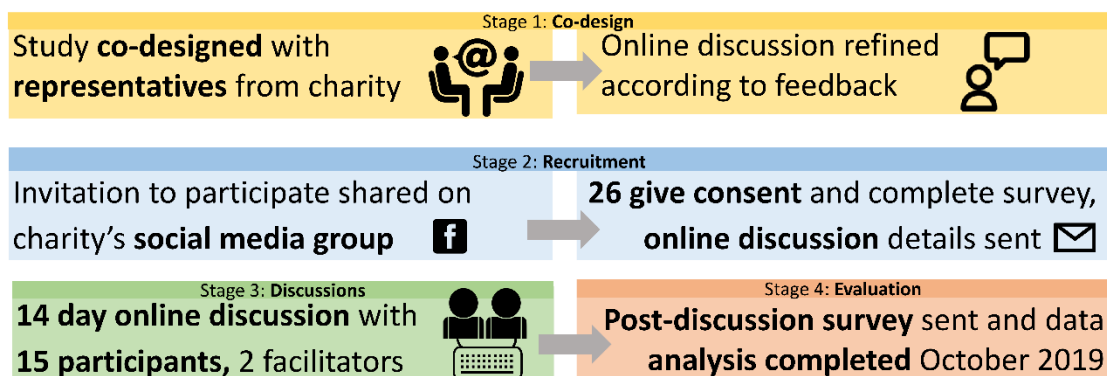 Stage 1: Co-design
Study co-designed with
representatives from charity
@
Online discussion refined
according to feedback
Stage 2: Recruitment
Invitation to participate shared on
charity's social media group
f
26 give consent and complete survey,
online discussion details sent
Stage 3: Discussions
14 day online discussion with
15 participants, 2 facilitators
Stage 4: Evaluation
Post-discussion survey sent and data
analysis completed October 2019